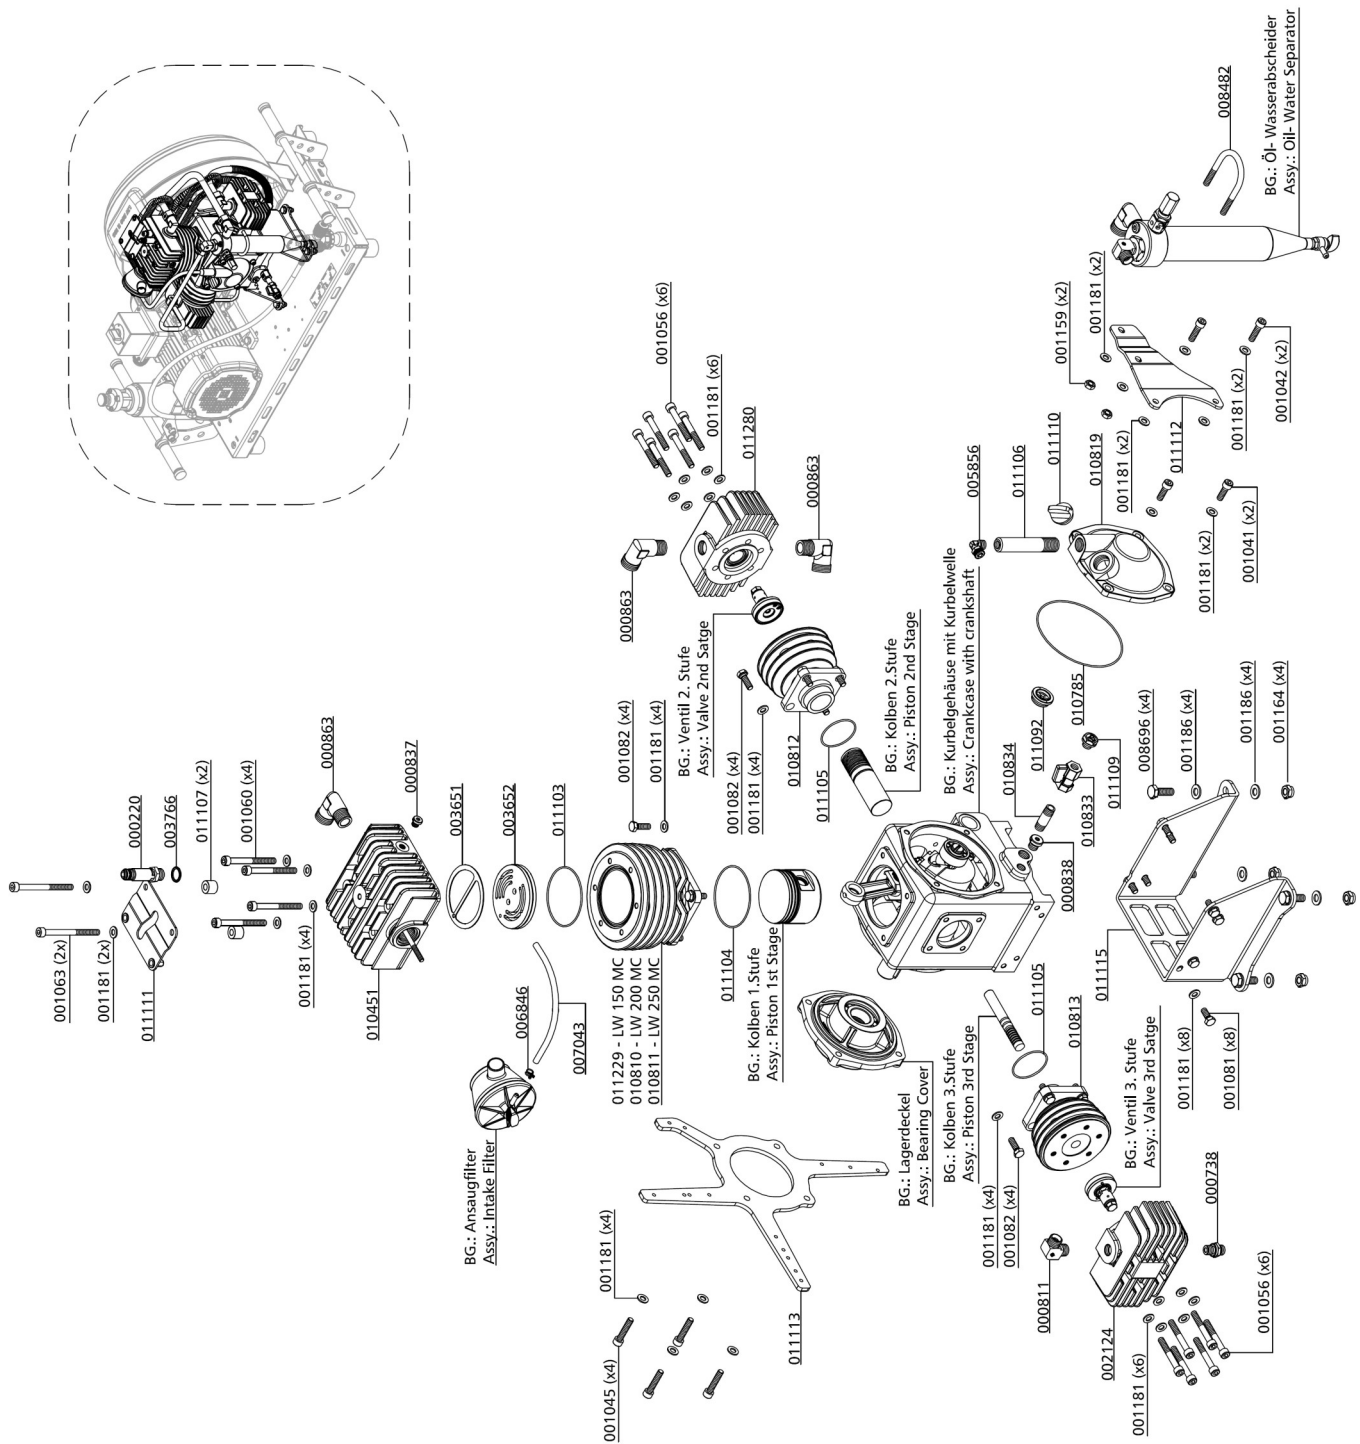 001063 (2x)
001181 (2x)
011111
000220
003766
011107 (x2)
001060 (x4)
001181 (x4)
010451
000863
000837
003651
003652
011103
BG.: Ansaugfilter
Assy.: Intake Filter
006846
007043
011229 - LW 150 MC
010810 - LW 200 MC
010811 - LW 250 MC
001082 (x4)
001181 (x4)
011104
BG.: Kolben 1.Stufe
Assy.: Piston 1st Stage
001045 (x4)
001181 (x4)
011113
BG.: Lagerdeckel
Assy.: Bearing Cover
000863
001056 (x6)
001181 (x6)
011280
000863
BG.: Ventil 2. Stufe
Assy.: Valve 2nd Satge
001082 (x4)
001181 (x4)
010812
011105
BG.: Kolben 2.Stufe
Assy.: Piston 2nd Stage
BG.: Kurbelgehäuse mit Kurbelwelle
Assy.: Crankcase with crankshaft
005856
011106
011110
010819
001181 (x2)
011112
001159 (x2)
001181 (x2)
001181 (x2)
001042 (x2)
008482
BG.: Öl- Wasserabscheider
Assy.: Oil- Water Separator
001181 (x2)
001041 (x2)
010785
011092
010834
010833
011109
000838
008696 (x4)
001186 (x4)
001186 (x4)
001164 (x4)
011115
001181 (x8)
001081 (x8)
BG.: Kolben 3.Stufe
Assy.: Piston 3rd Stage
011105
010813
001181 (x4)
001082 (x4)
BG.: Ventil 3. Stufe
Assy.: Valve 3rd Satge
000811
000738
002124
001181 (x6)
001056 (x6)